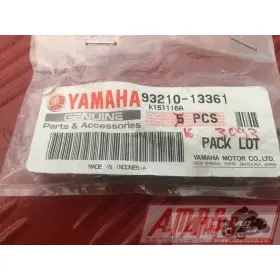 YAMAHA 93210-13361
K151116A
GENUINE
Parts & Accessories
5 PCS
K 3093
PACK LOT
MADE IN INDONESIA
YAMAHA MOTOR CO., LTD.